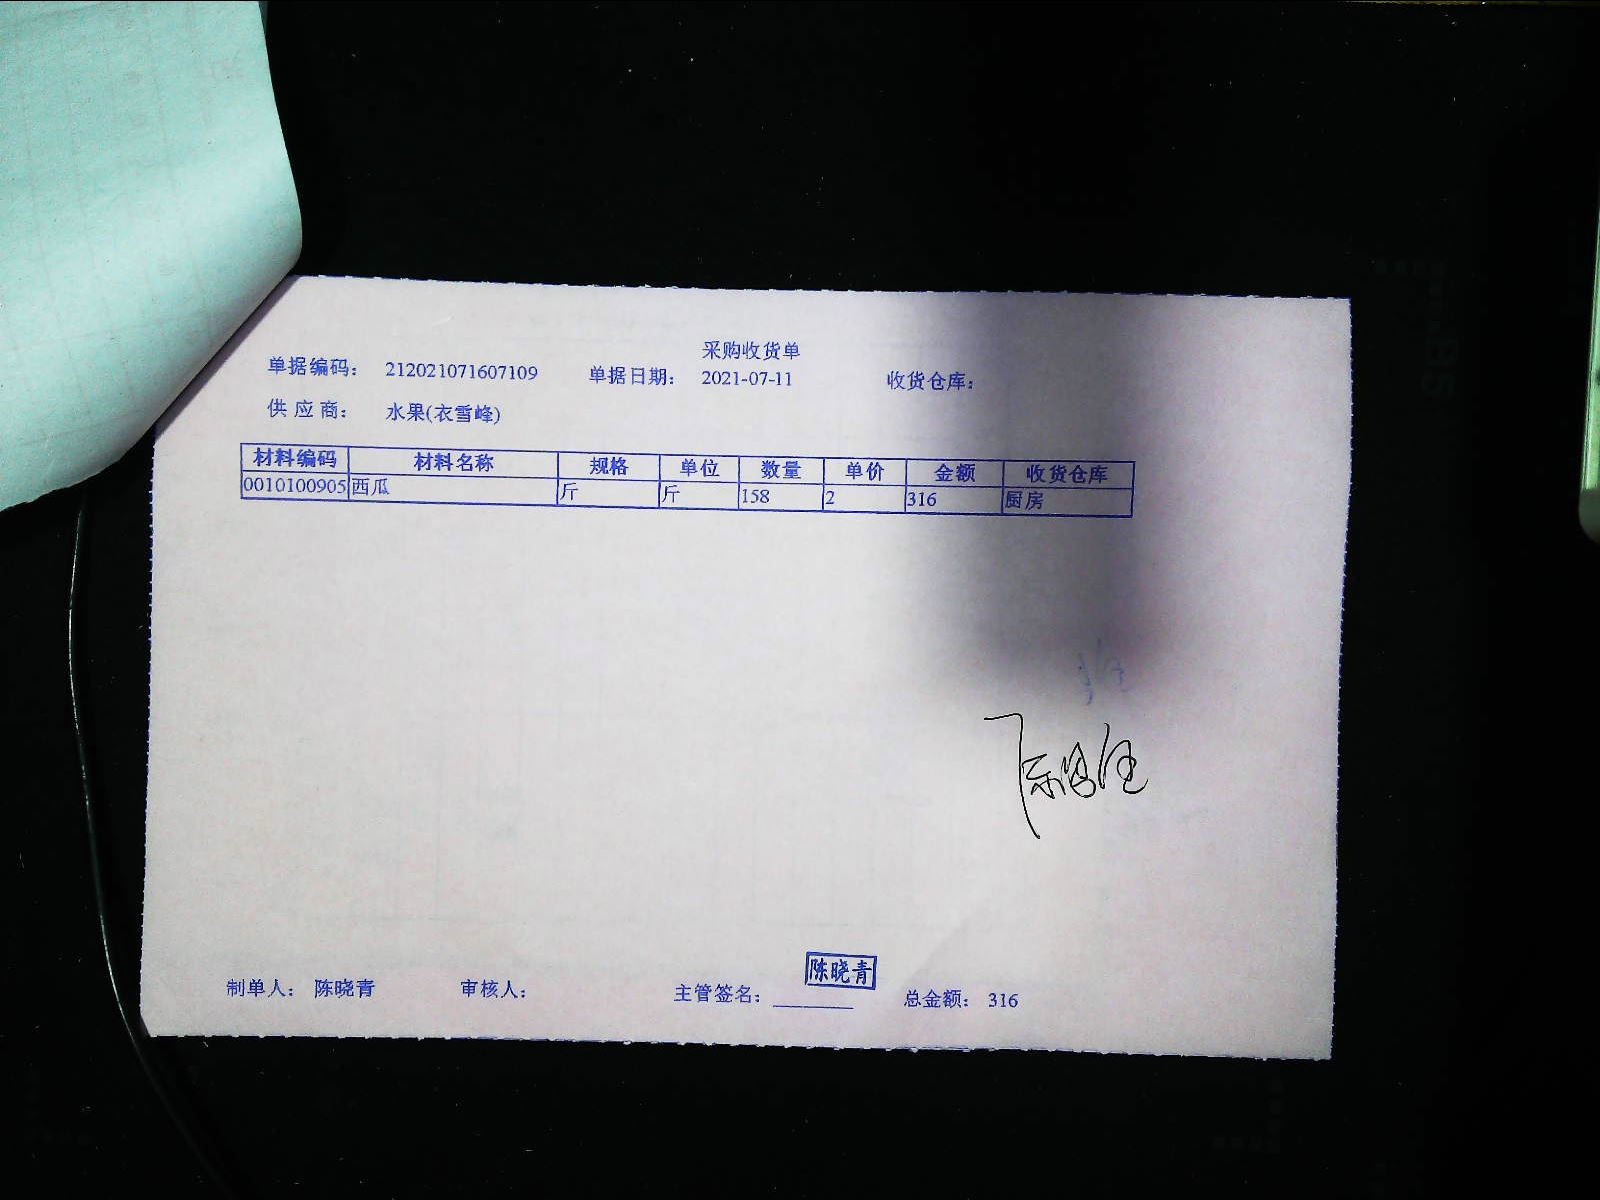 采购收货单
单据编码： 212021071607109 单据日期： 2021-07-11 收货仓库：
供 应 商： 水果(衣雪峰)
材料编码 材料名称 规格 单位 数量 单价 金额 收货仓库
0010100905 西瓜 斤 斤 158 2 316 厨房
陈晓青
制单人： 陈晓青 审核人： 主管签名： 总金额： 316